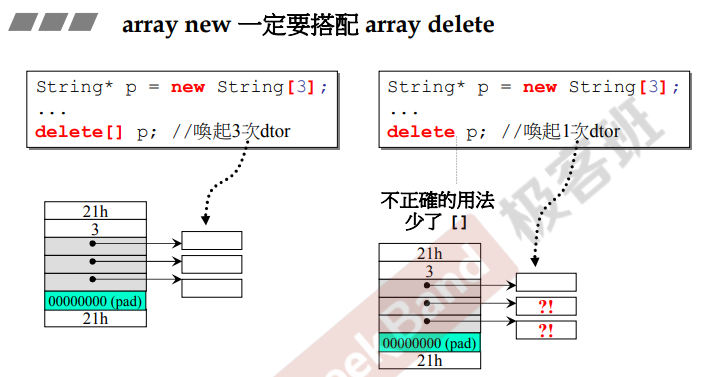 array new 一定要搭配 array delete
String* p = new String[3];
...
delete[] p; //喚起3次dtor
21h
3
00000000 (pad)
21h
String* p = new String[3];
...
delete p; //喚起1次dtor
不正確的用法
少了 []
21h
3
?!
?!
00000000 (pad)
21h
GeekBand 极客班